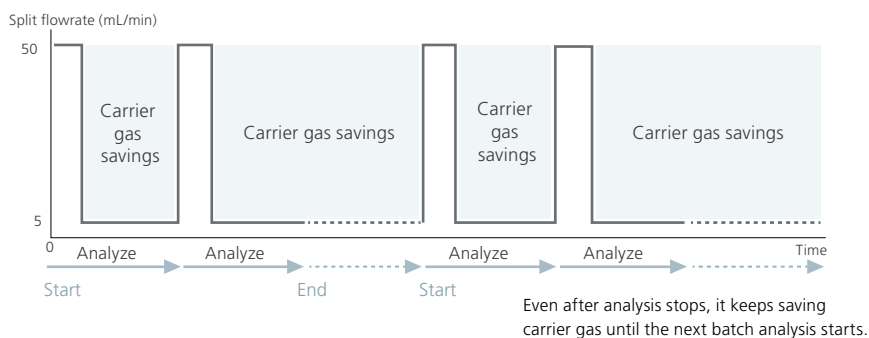 Split flowrate (mL/min)
50
Carrier
gas
savings
Carrier gas savings
Carrier
gas
savings
Carrier gas savings
5
0
Analyze
Analyze
Analyze
Analyze
Time
Start
End
Start
Even after analysis stops, it keeps saving
carrier gas until the next batch analysis starts.